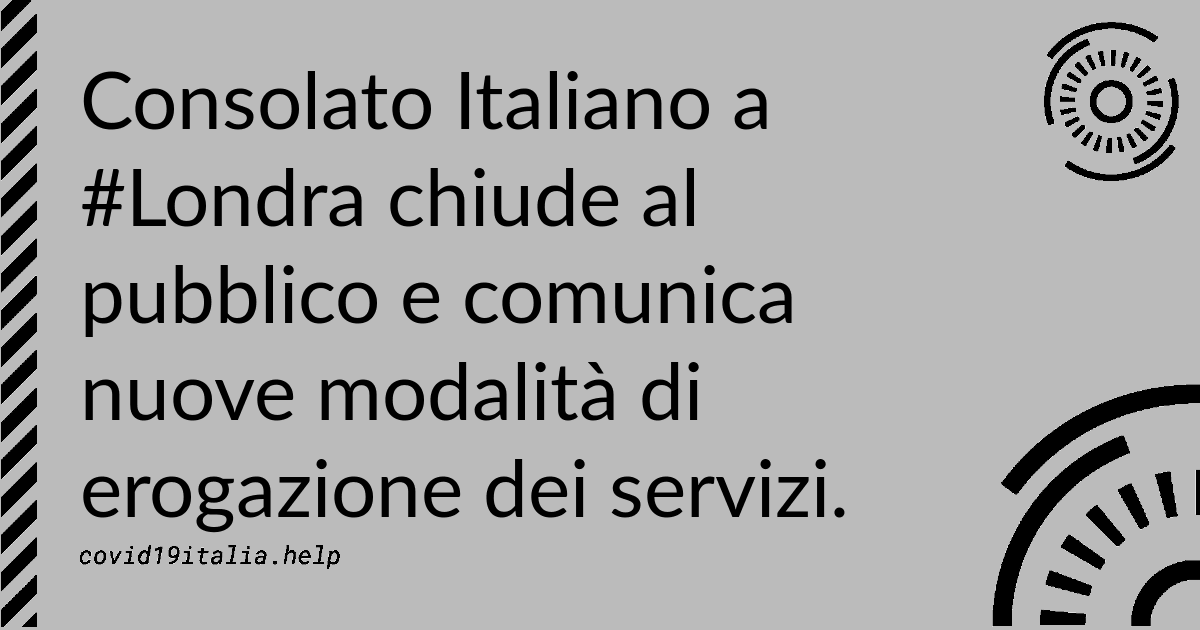 Consolato Italiano a
#Londra chiude al
pubblico e comunica
nuove modalità di
erogazione dei servizi.
covid19italia.help